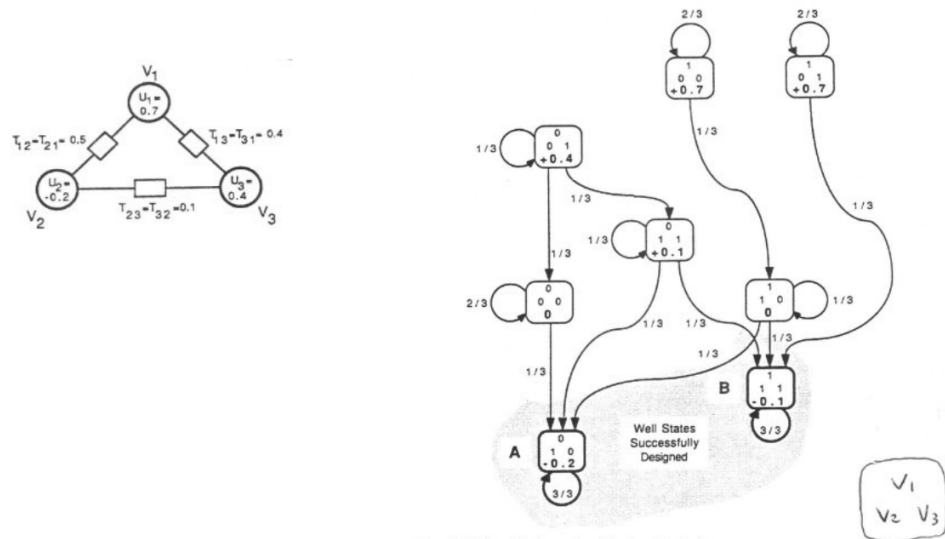 V1
U1=
0.7
T12=T21= 0.5
T13=T31= 0.4
U2=
-0.2
U3=
0.4
V2
T23=T32=0.1
V3
2/3
2/3
1
0 0
+0.7
1
0 1
+0.7
1/3
1/3
0
0 1
+0.4
1/3
1/3
1/3
1/3
0
1 1
+0.1
1/3
2/3
0
0 0
0
1
1 0
0
1/3
1/3
1/3
1/3
1/3
1/3
B
1
1 1
-0.1
3/3
Well States
Successfully
Designed
A
0
1 0
-0.2
3/3
V1
V2 V3